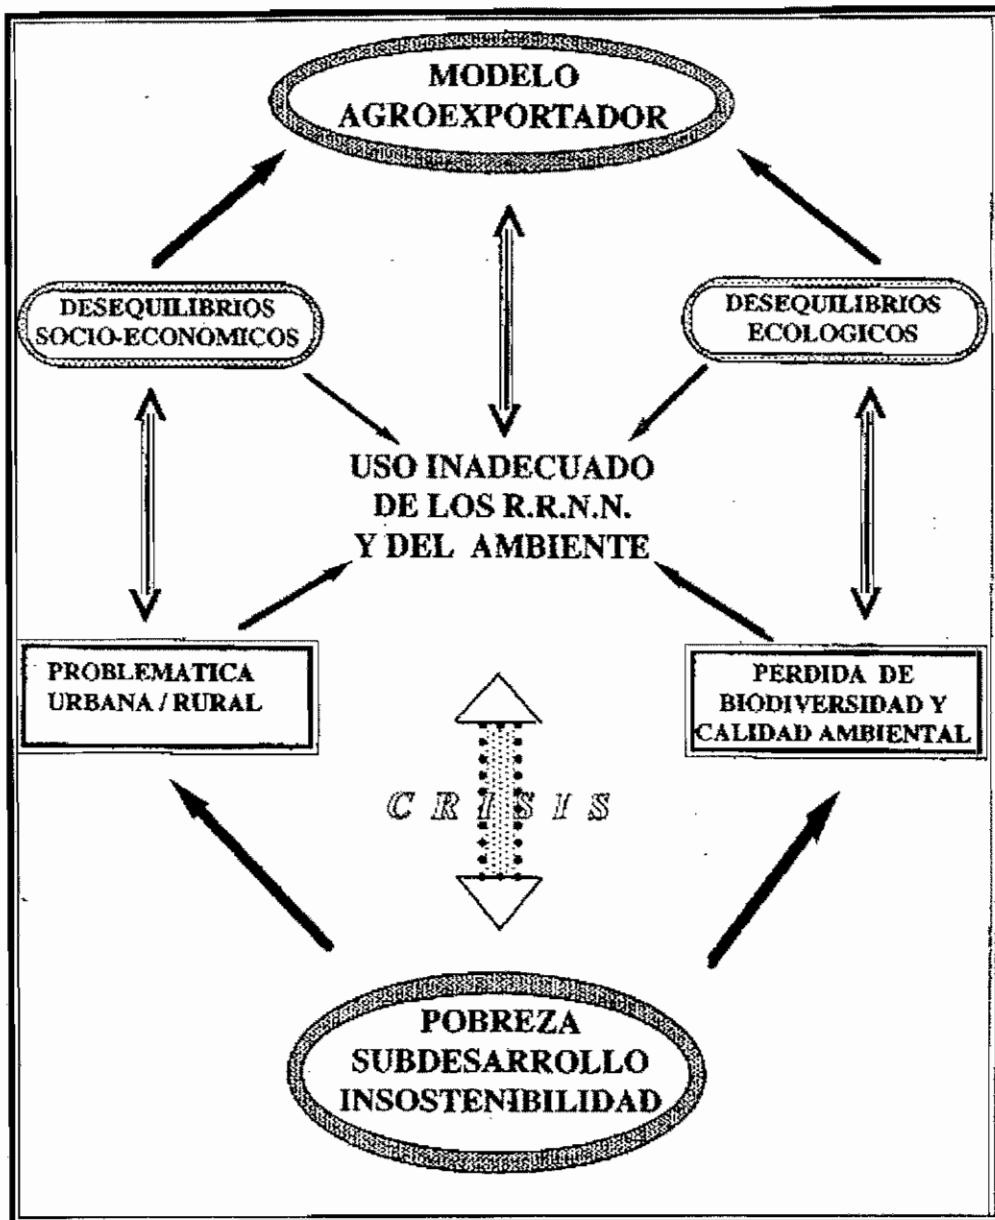 MODELO
AGROEXPORTADOR
DESEQUILIBRIOS
SOCIO-ECONOMICOS
DESEQUILIBRIOS
ECOLOGICOS
USO INADECUADO
DE LOS R.R.N.N.
Y DEL AMBIENTE
PROBLEMATICA
URBANA / RURAL
PERDIDA DE
BIODIVERSIDAD Y
CALIDAD AMBIENTAL
CRISIS
POBREZA
SUBDESARROLLO
INSOSTENIBILIDAD